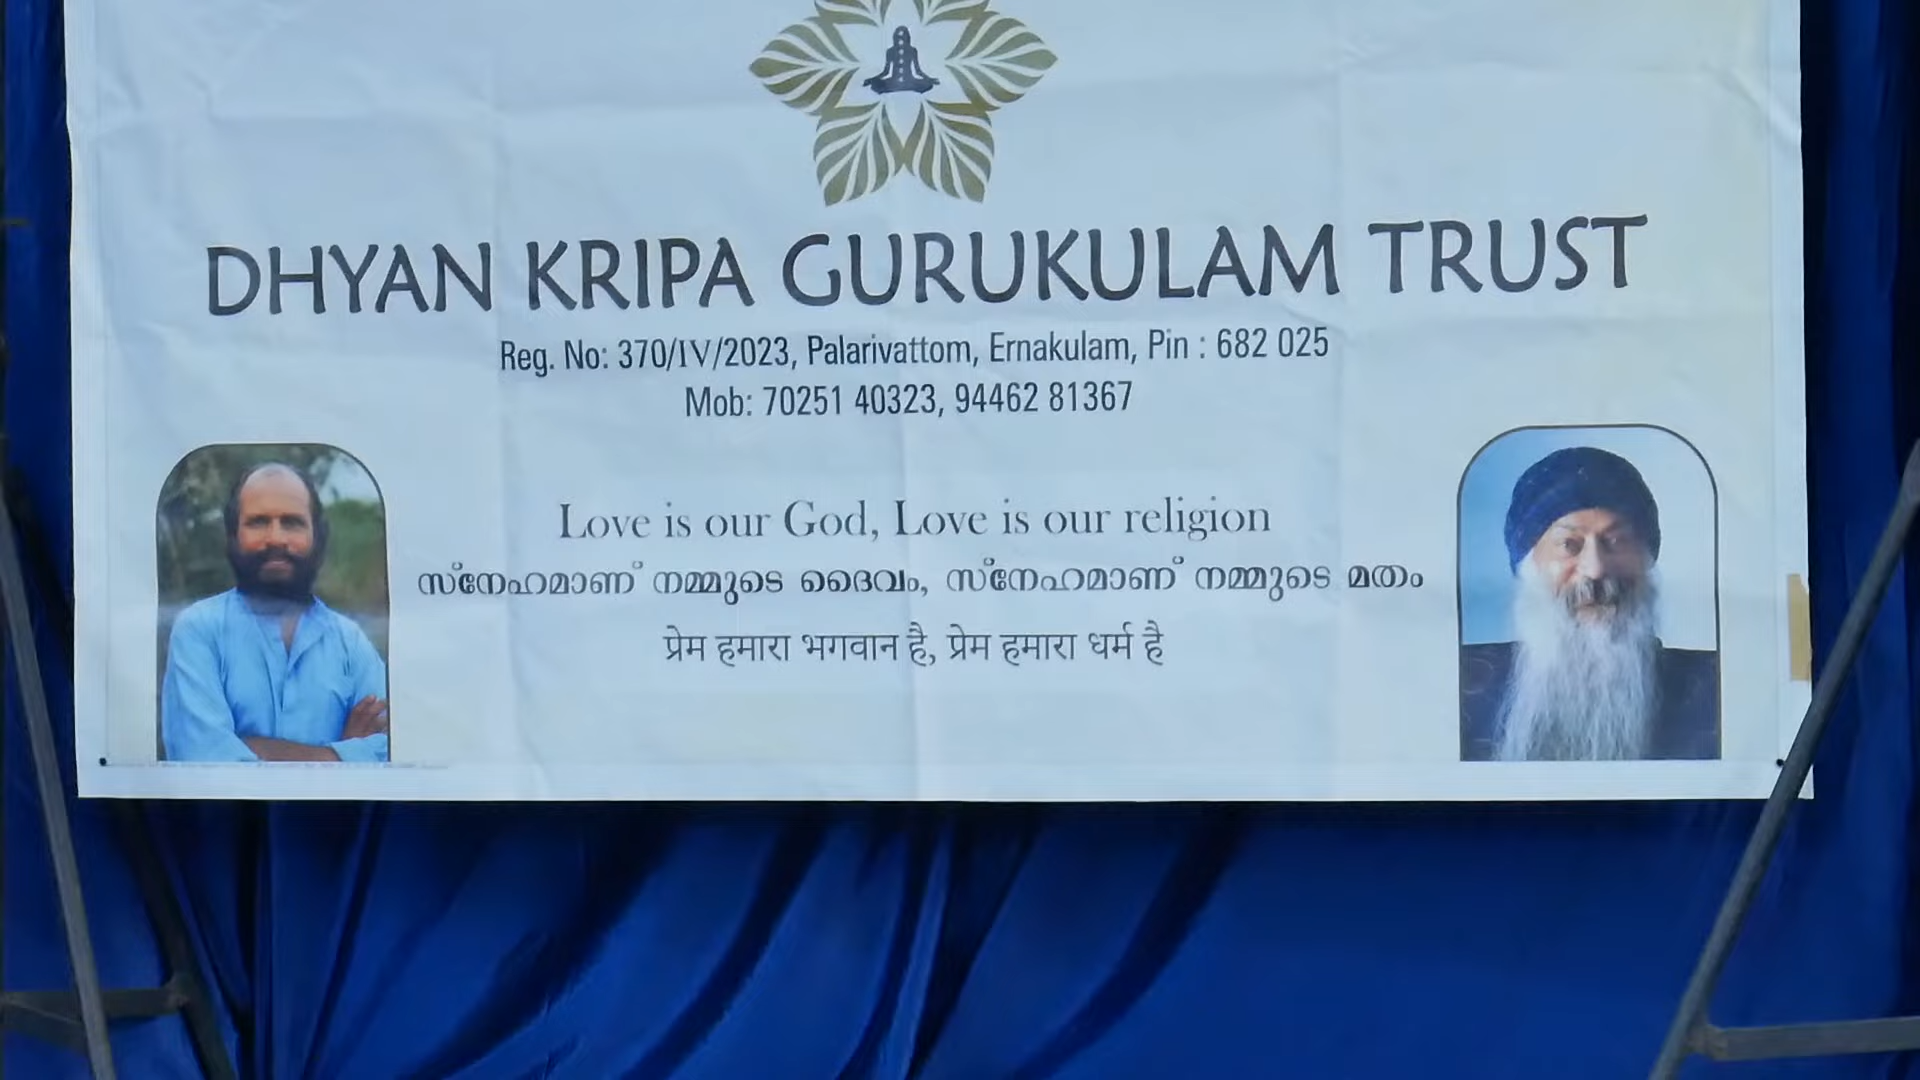 DHYAN KRIPA GURUKULAM TRUST
Reg. No: 370/IV/2023, Palarivattom, Ernakulam, Pin : 682 025
Mob: 70251 40323, 94462 81367
Love is our God, Love is our religion
സ്നേഹമാണ് നമ്മുടെ ദൈവം, സ്നേഹമാണ് നമ്മുടെ മതം
प्रेम हमारा भगवान है, प्रेम हमारा धर्म है